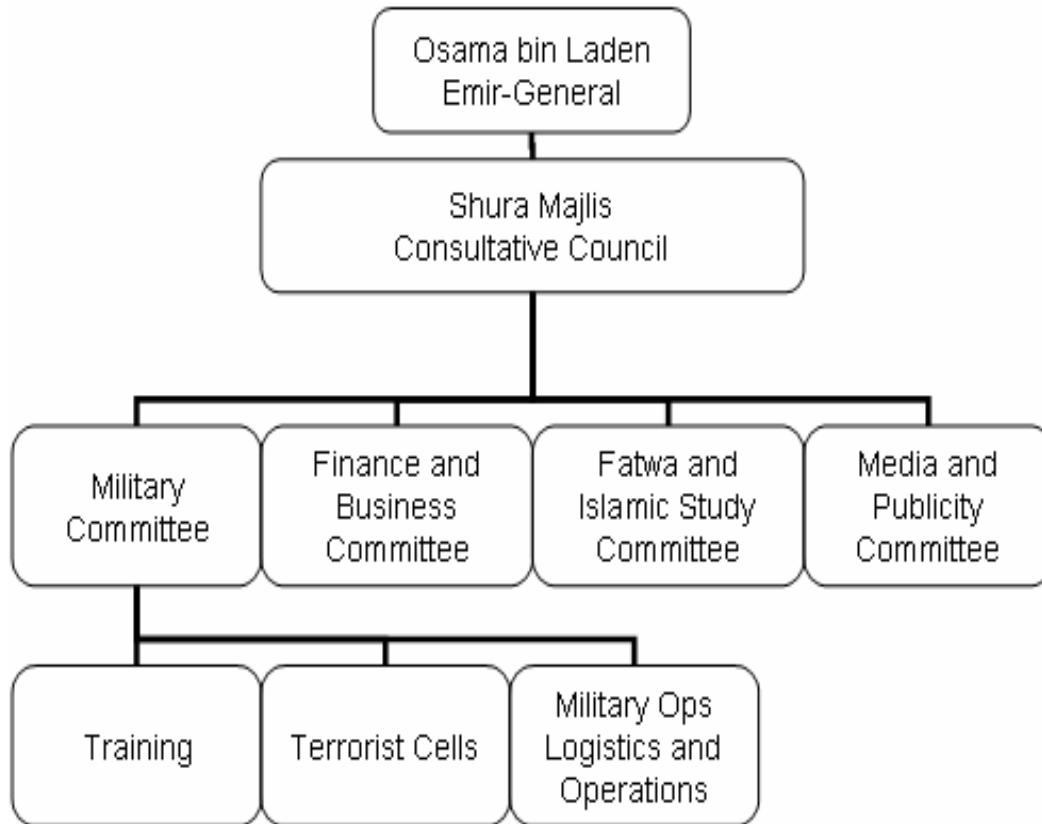 Osama bin Laden
Emir-General
Shura Majlis
Consultative Council
Military
Committee
Finance and
Business
Committee
Fatwa and
Islamic Study
Committee
Media and
Publicity
Committee
Training
Terrorist Cells
Military Ops
Logistics and
Operations